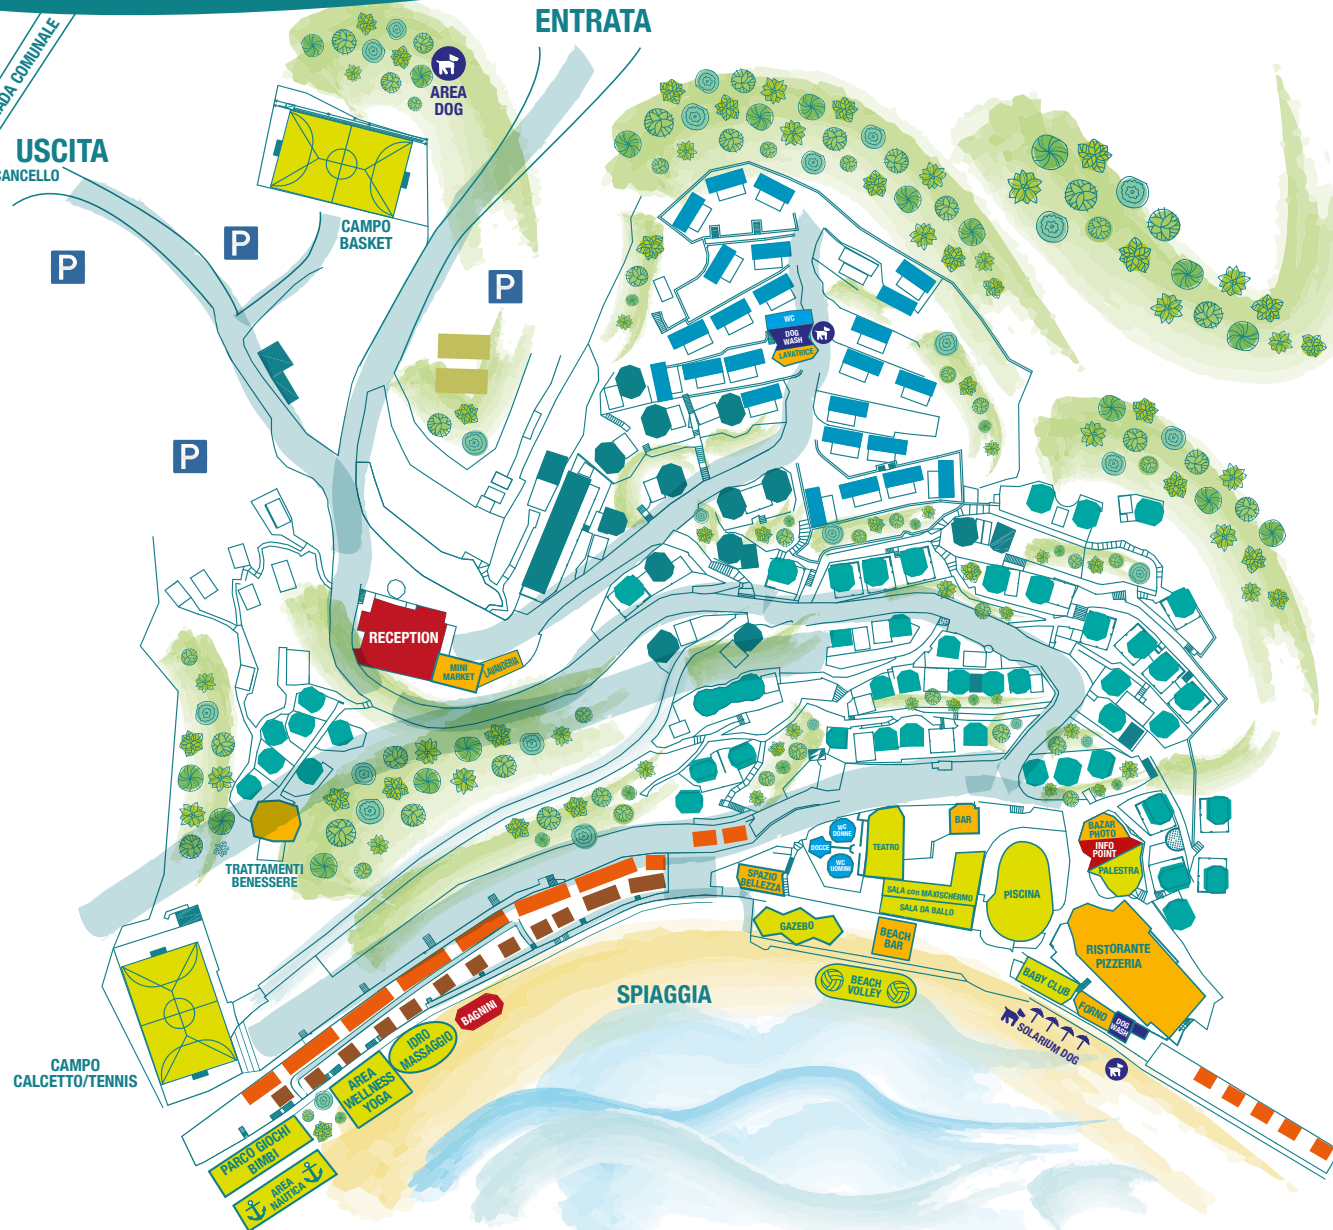 ENTRATA
ADA COMUNALE
AREA
DOG
USCITA
CANCELLO
CAMPO
BASKET
P
P
P
P
WC
DOG
WASH
LAVATRICE
RECEPTION
MINI
MARKET
LAVANDERIA
TRATTAMENTI
BENESSERE
BAR
TEATRO
WC
DONNE
DOCCE
WC
UOMINI
SPAZIO
BELLEZZA
SALA con MAXISCHERMO
SALA DA BALLO
PISCINA
BAZAR
PHOTO
INFO
POINT
PALESTRA
GAZEBO
BEACH
BAR
RISTORANTE
PIZZERIA
BEACH
VOLLEY
BABY CLUB
FORNO
DOG
WASH
SOLARIUM DOG
SPIAGGIA
BAGNINI
IDRO
MASSAGGIO
AREA
WELLNESS
YOGA
CAMPO
CALCETTO/TENNIS
PARCO GIOCHI
BIMBI
AREA
NAUTICA